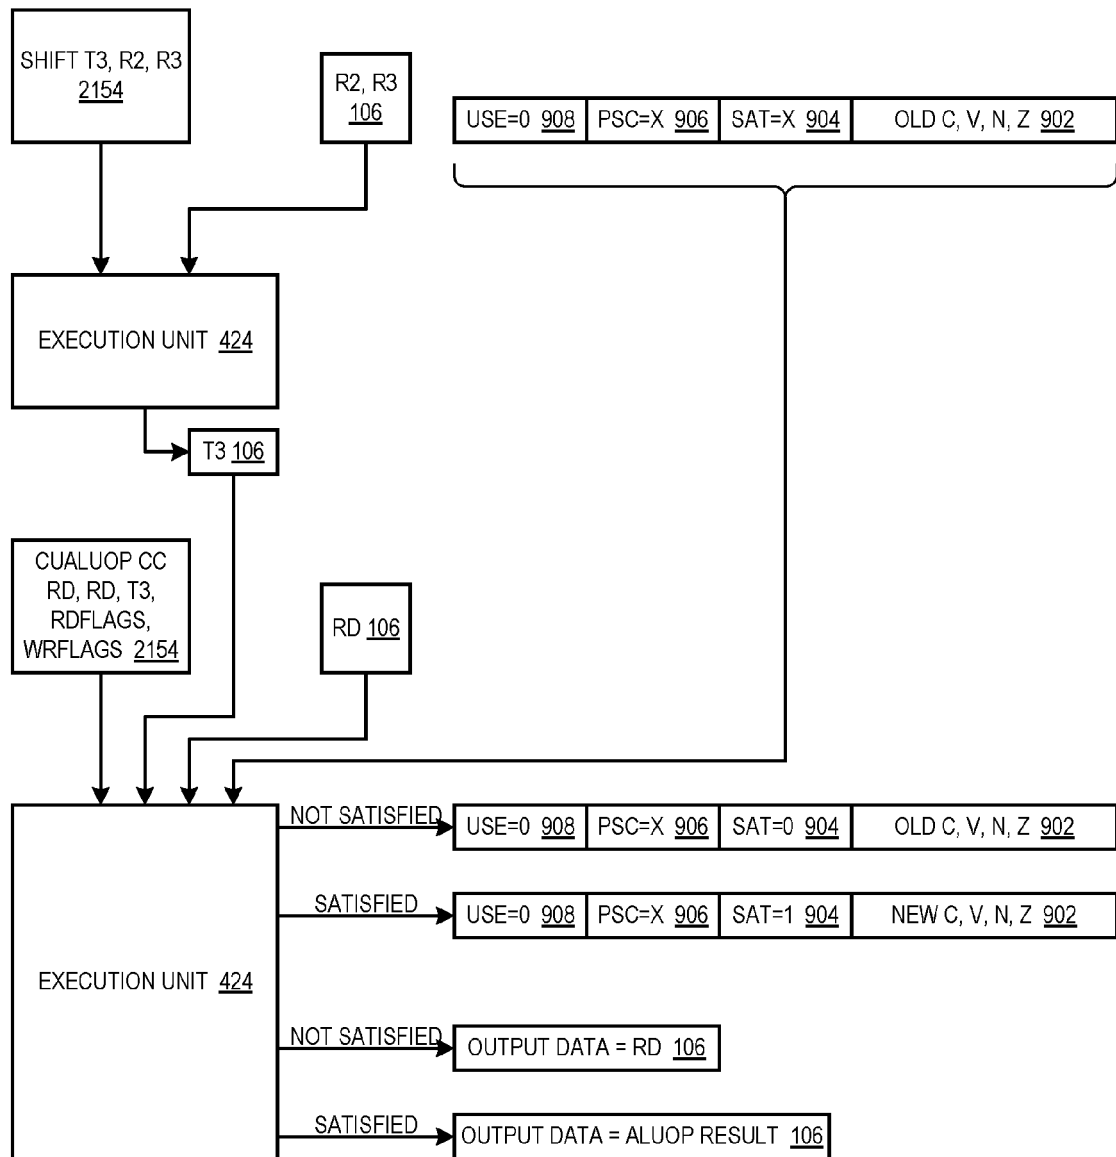 SHIFT T3, R2, R3
2154
R2, R3
106
USE=0 908 PSC=X 906 SAT=X 904 OLD C, V, N, Z 902
EXECUTION UNIT 424
T3 106
CUALUOP CC
RD, RD, T3,
RDFLAGS,
WRFLAGS 2154
RD 106
NOT SATISFIED
USE=0 908 PSC=X 906 SAT=0 904 OLD C, V, N, Z 902
SATISFIED
USE=0 908 PSC=X 906 SAT=1 904 NEW C, V, N, Z 902
EXECUTION UNIT 424
NOT SATISFIED
OUTPUT DATA = RD 106
SATISFIED
OUTPUT DATA = ALUOP RESULT 106